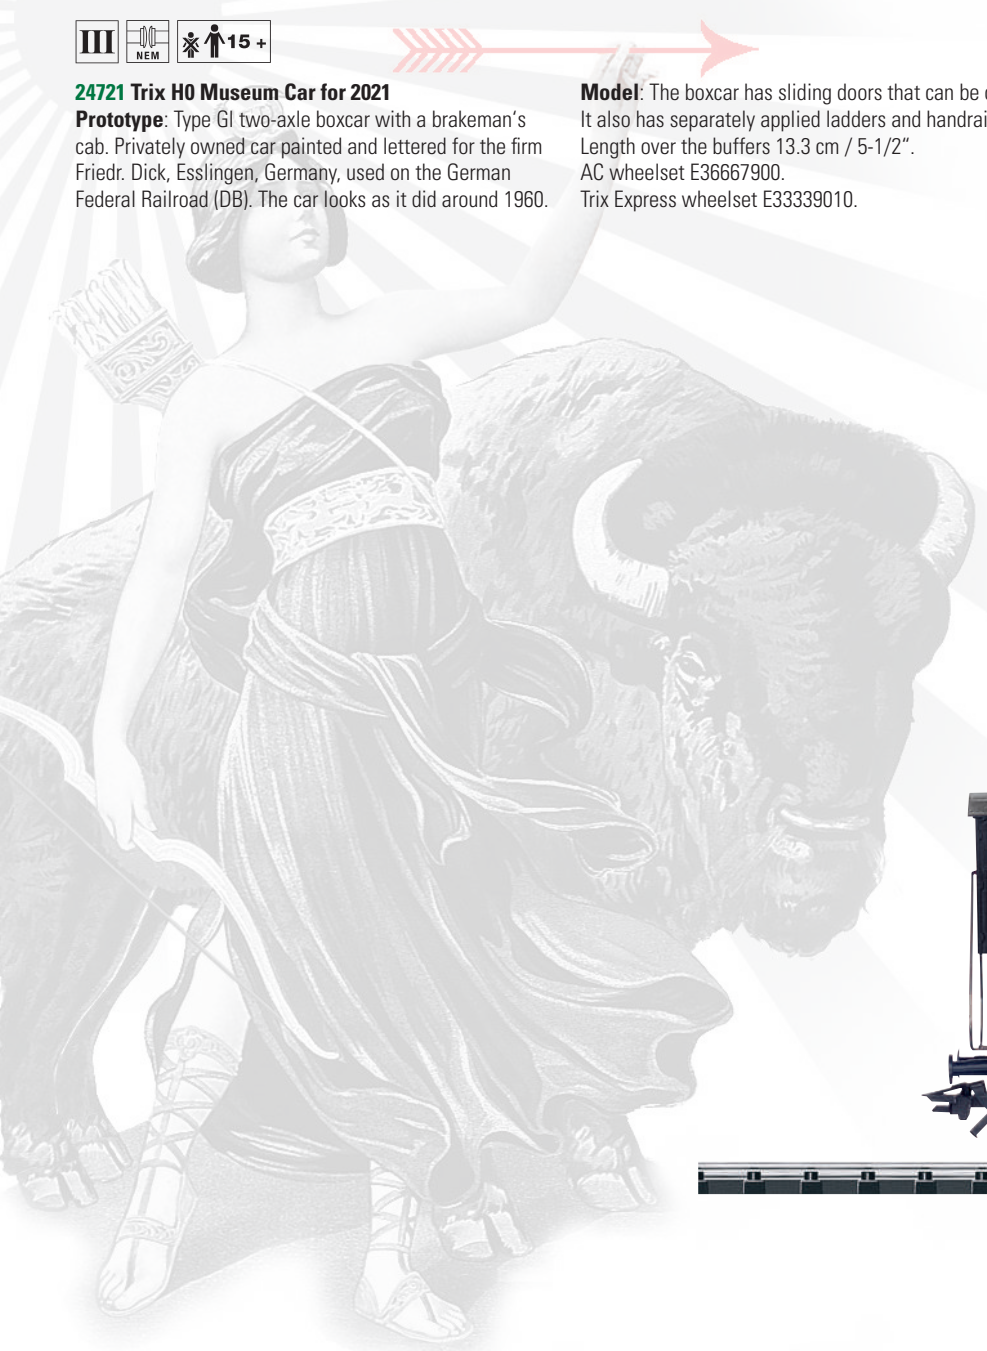 III
NEM
15 +
24721 Trix H0 Museum Car for 2021
Prototype: Type Gl two-axle boxcar with a brakeman‘s
cab. Privately owned car painted and lettered for the firm
Friedr. Dick, Esslingen, Germany, used on the German
Federal Railroad (DB). The car looks as it did around 1960.
Model: The boxcar has sliding doors that can be
It also has separately applied ladders and
Length over the buffers 13.3 cm / 5-1/2“.
AC wheelset E36667900.
Trix Express wheelset E33339010.